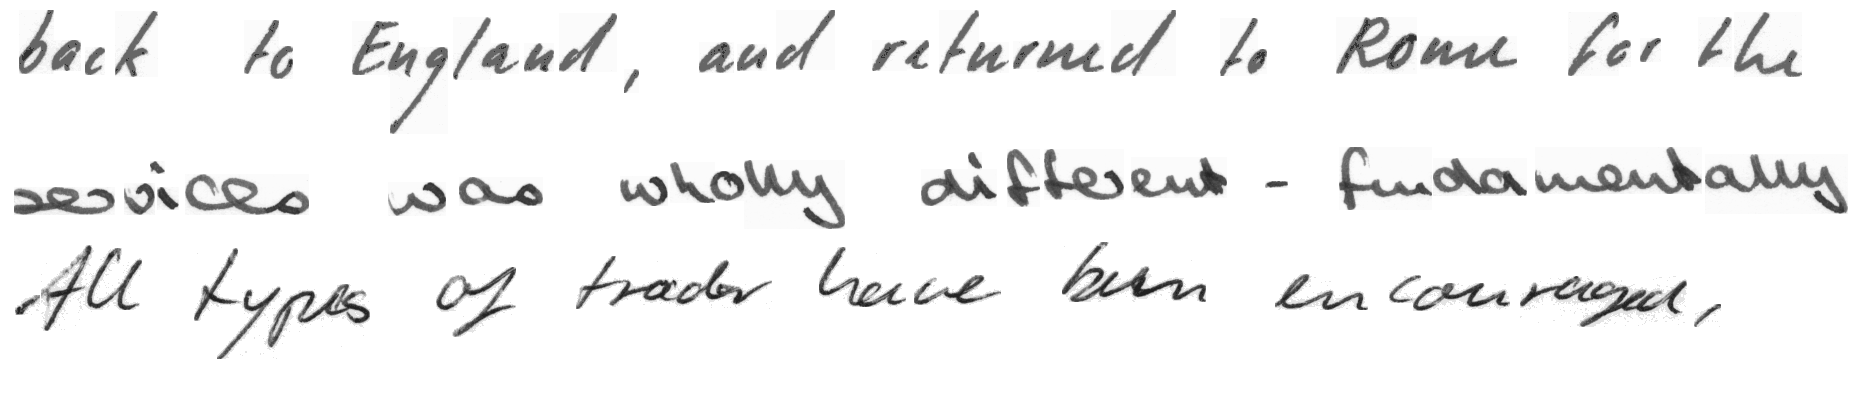 back to England, and returned to Rome for the
services was wholly different - fundamentally
All types of trader have been encouraged,